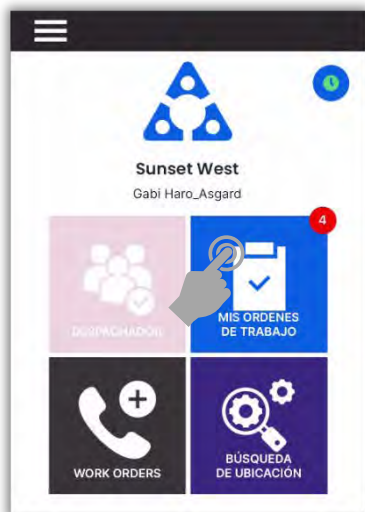 Sunset West
Gabi Haro_Asgard
4
DESPACHADOR
MIS ORDENES
DE TRABAJO
WORK ORDERS
BÚSQUEDA
DE UBICACIÓN